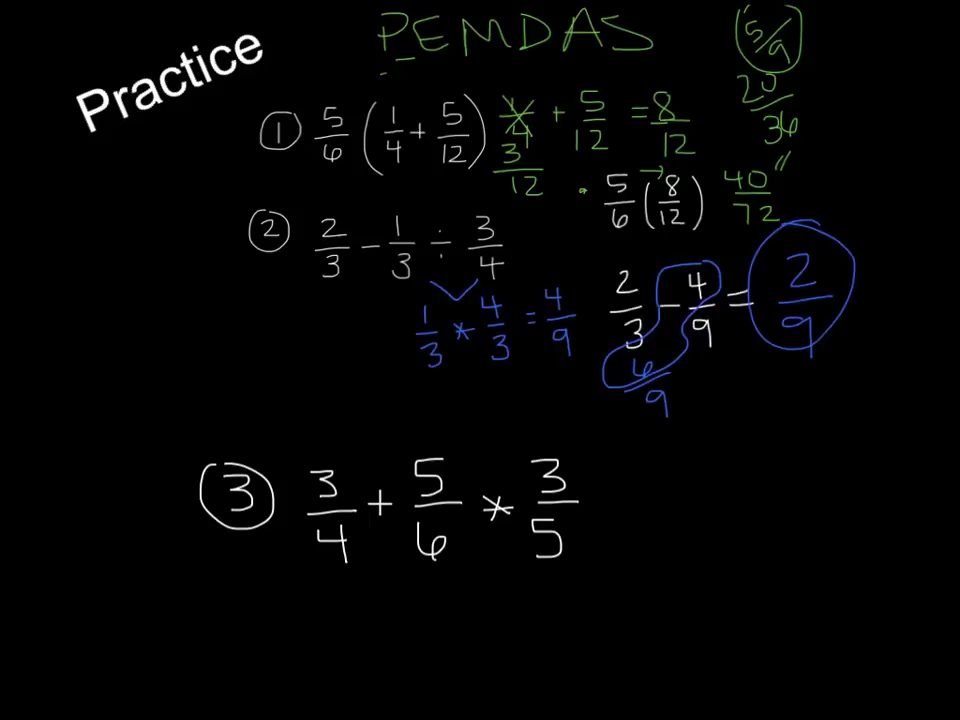 Practice
PEMDAS
① 5/6 (1/4 + 5/12)
1/4 + 5/12 = 8/12
3/12
· 5/6 (8/12)
40/72
20/36
5/9
② 2/3 - 1/3 ÷ 3/4
1/3 * 4/3 = 4/9
2/3 - 4/9 = 2/9
6/9
③ 3/4 + 5/6 * 3/5